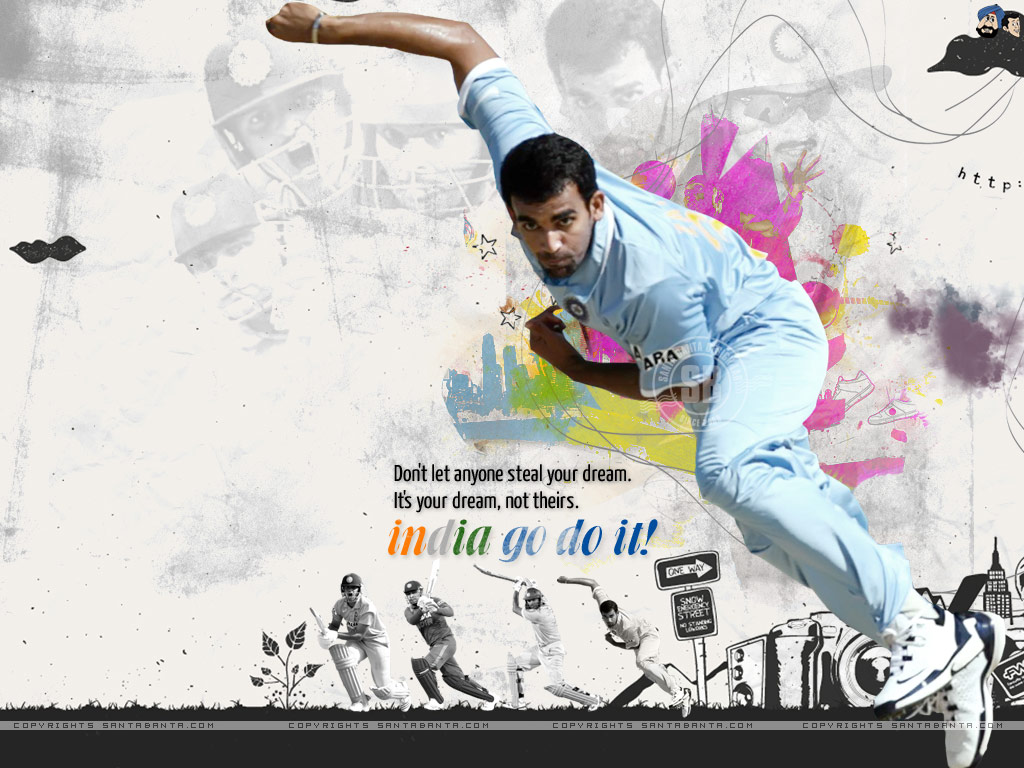 http:
ARA
Don't let anyone steal your dream.
It's your dream, not theirs.
india go do it!
ONE WAY
SNOW
EMERGENCY
STREET
NO STANDING
COPYRIGHTS SANTABANTA.COM COPYRIGHTS SANTABANTA.COM COPYRIGHTS SANTABANTA.COM COPYRIGHTS SANTABANTA.COM